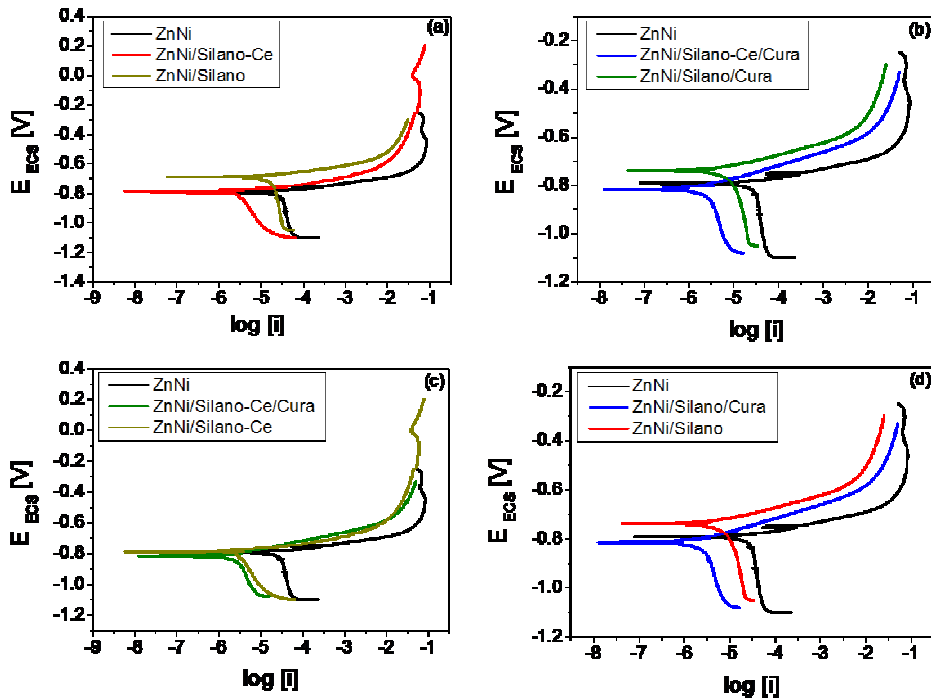 (a)
ZnNi
ZnNi/Silano-Ce
ZnNi/Silano
E ECS [V]
0.4
0.2
0.0
-0.2
-0.4
-0.6
-0.8
-1.0
-1.2
-1.4
-9 -8 -7 -6 -5 -4 -3 -2 -1
log [i]
(b)
ZnNi
ZnNi/Silano-Ce/Cura
ZnNi/Silano/Cura
E ECS [V]
-0.2
-0.4
-0.6
-0.8
-1.0
-1.2
-8 -7 -6 -5 -4 -3 -2 -1
log [i]
(c)
ZnNi
ZnNi/Silano-Ce/Cura
ZnNi/Silano-Ce
E ECS [V]
0.4
0.2
0.0
-0.2
-0.4
-0.6
-0.8
-1.0
-1.2
-9 -8 -7 -6 -5 -4 -3 -2 -1
log [i]
(d)
ZnNi
ZnNi/Silano/Cura
ZnNi/Silano
E ECS [V]
-0.2
-0.4
-0.6
-0.8
-1.0
-1.2
-8 -7 -6 -5 -4 -3 -2 -1
log [i]